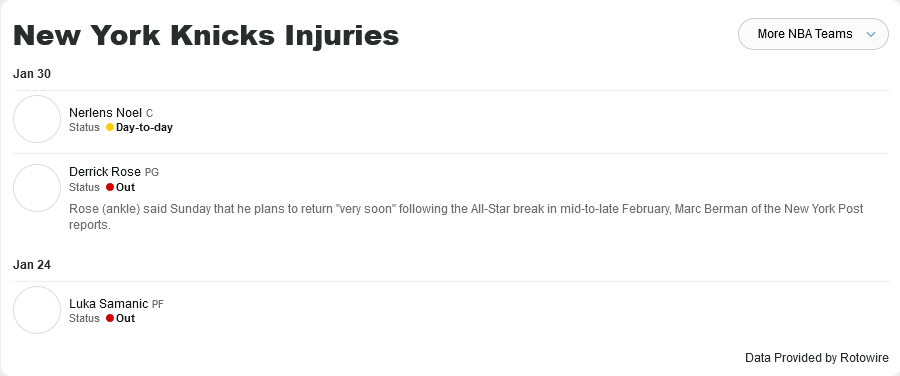 New York Knicks Injuries
More NBA Teams
Jan 30
Nerlens Noel C
Status Day-to-day
Derrick Rose PG
Status Out
Rose (ankle) said Sunday that he plans to return "very soon" following the All-Star break in mid-to-late February, Marc Berman of the New York Post
reports.
Jan 24
Luka Samanic PF
Status Out
Data Provided by Rotowire